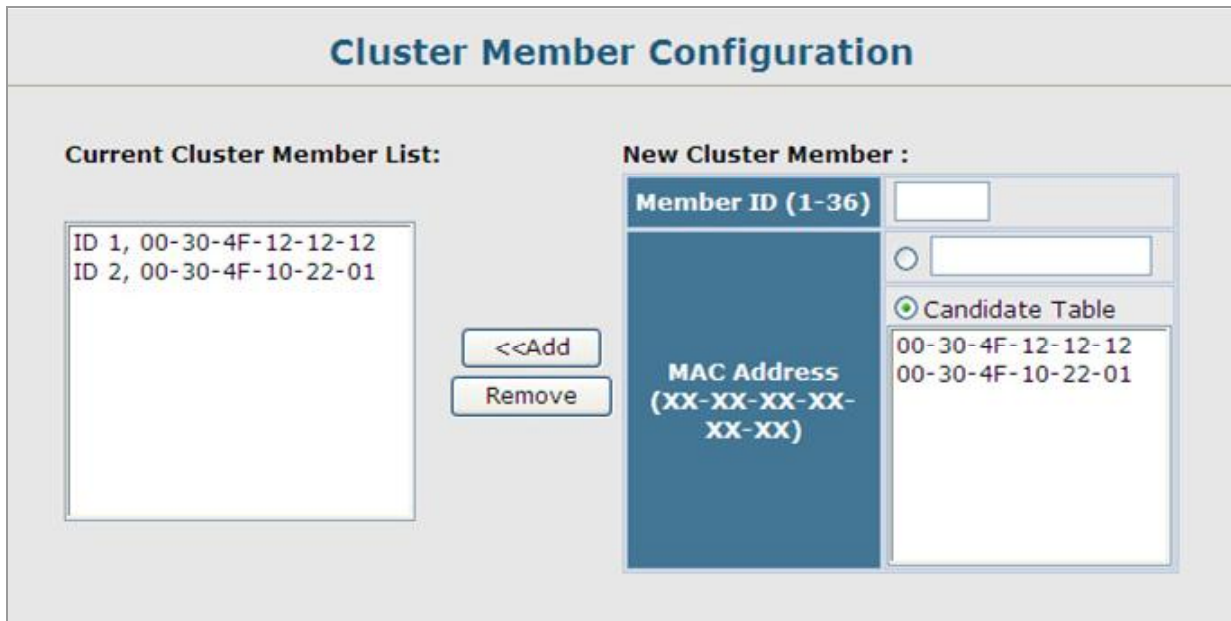 Cluster Member Configuration
Current Cluster Member List:
ID 1, 00-30-4F-12-12-12
ID 2, 00-30-4F-10-22-01
<<Add
Remove
New Cluster Member :
Member ID (1-36)
MAC Address
(XX-XX-XX-XX-
XX-XX)
Candidate Table
00-30-4F-12-12-12
00-30-4F-10-22-01